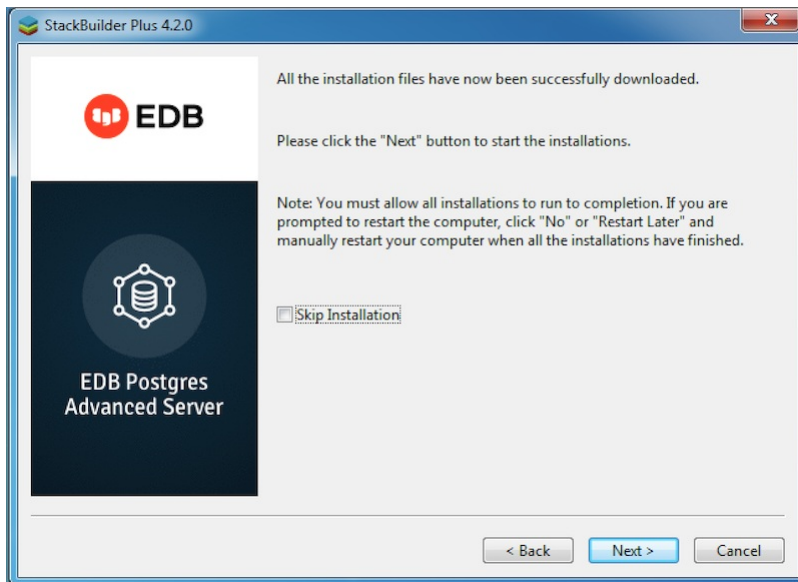 StackBuilder Plus 4.2.0
EDB
All the installation files have now been successfully downloaded.
Please click the "Next" button to start the installations.
Note: You must allow all installations to run to completion. If you are
prompted to restart the computer, click "No" or "Restart Later" and
manually restart your computer when all the installations have finished.
Skip Installation
EDB Postgres
Advanced Server
< Back
Next >
Cancel